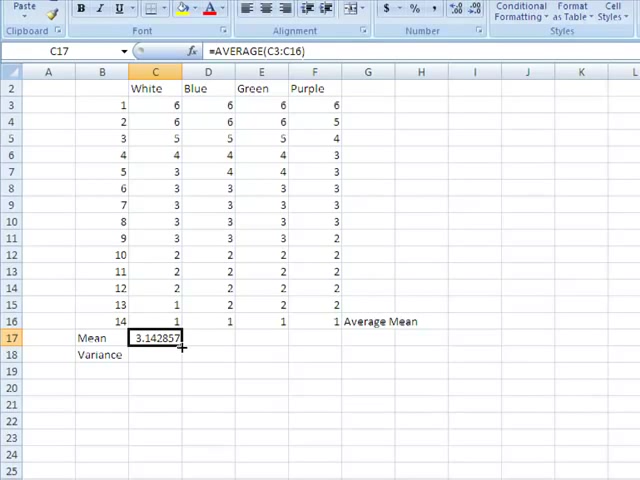 Paste
B I U
A
$ % , .0 .00 .00 .0
Conditional Format Cell
Formatting as Table Styles
Clipboard Font Alignment Number Styles
C17 fx =AVERAGE(C3:C16)
A B C D E F G H I J K L
2 White Blue Green Purple
3 1 6 6 6 6
4 2 6 6 6 5
5 3 5 5 5 4
6 4 4 4 4 3
7 5 3 4 4 3
8 6 3 3 3 3
9 7 3 3 3 3
10 8 3 3 3 3
11 9 3 3 3 2
12 10 2 2 2 2
13 11 2 2 2 2
14 12 2 2 2 2
15 13 1 2 2 2
16 14 1 1 1 1 Average Mean
17 Mean 3.142857
18 Variance
19
20
21
22
23
24
25